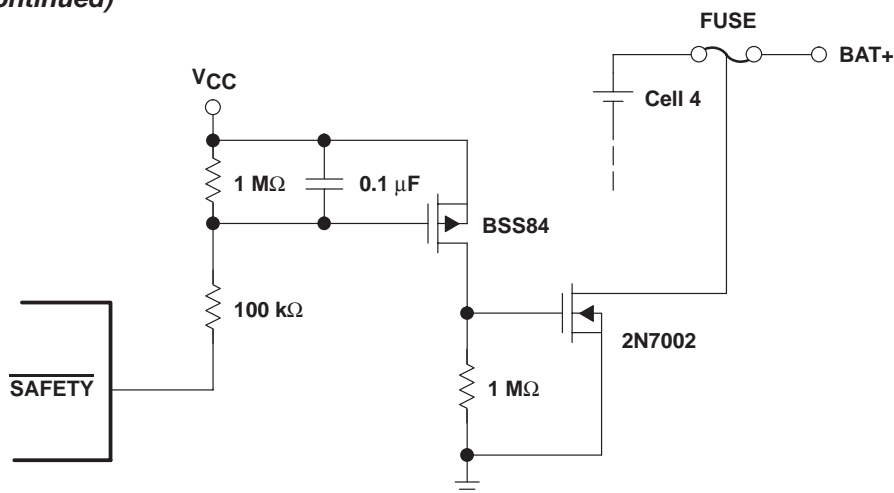 ontinued)
FUSE
BAT+
VCC
Cell 4
1 MΩ
0.1 μF
BSS84
100 kΩ
2N7002
SAFETY
1 MΩ